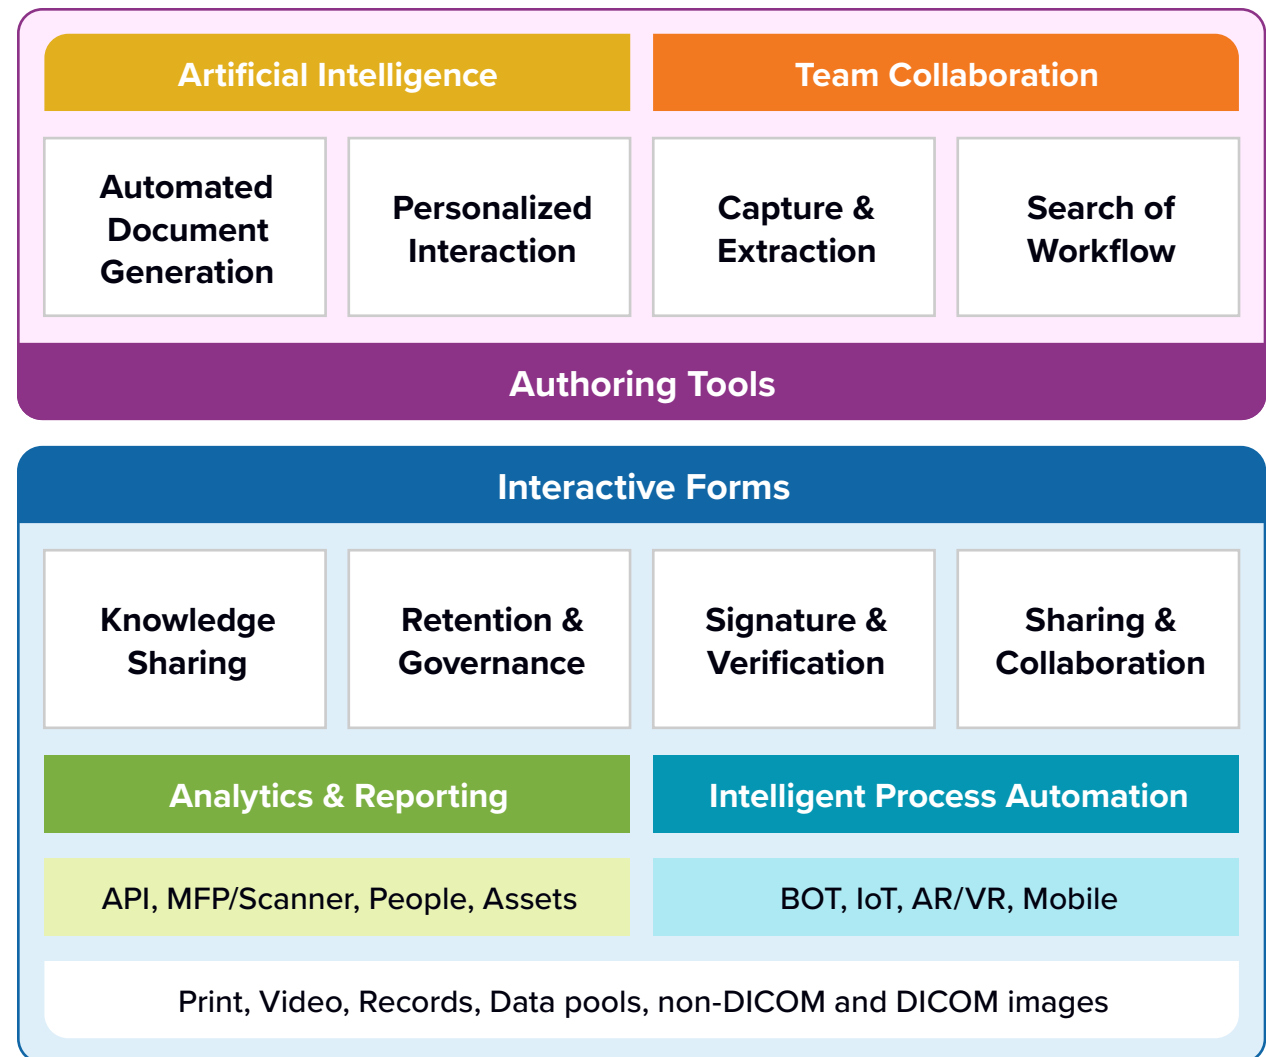 Artificial Intelligence
Team Collaboration
Automated
Document
Generation
Personalized
Interaction
Capture &
Extraction
Search of
Workflow
Authoring Tools
Interactive Forms
Knowledge
Sharing
Retention &
Governance
Signature &
Verification
Sharing &
Collaboration
Analytics & Reporting
Intelligent Process Automation
API, MFP/Scanner, People, Assets
BOT, IoT, AR/VR, Mobile
Print, Video, Records, Data pools, non-DICOM and DICOM images